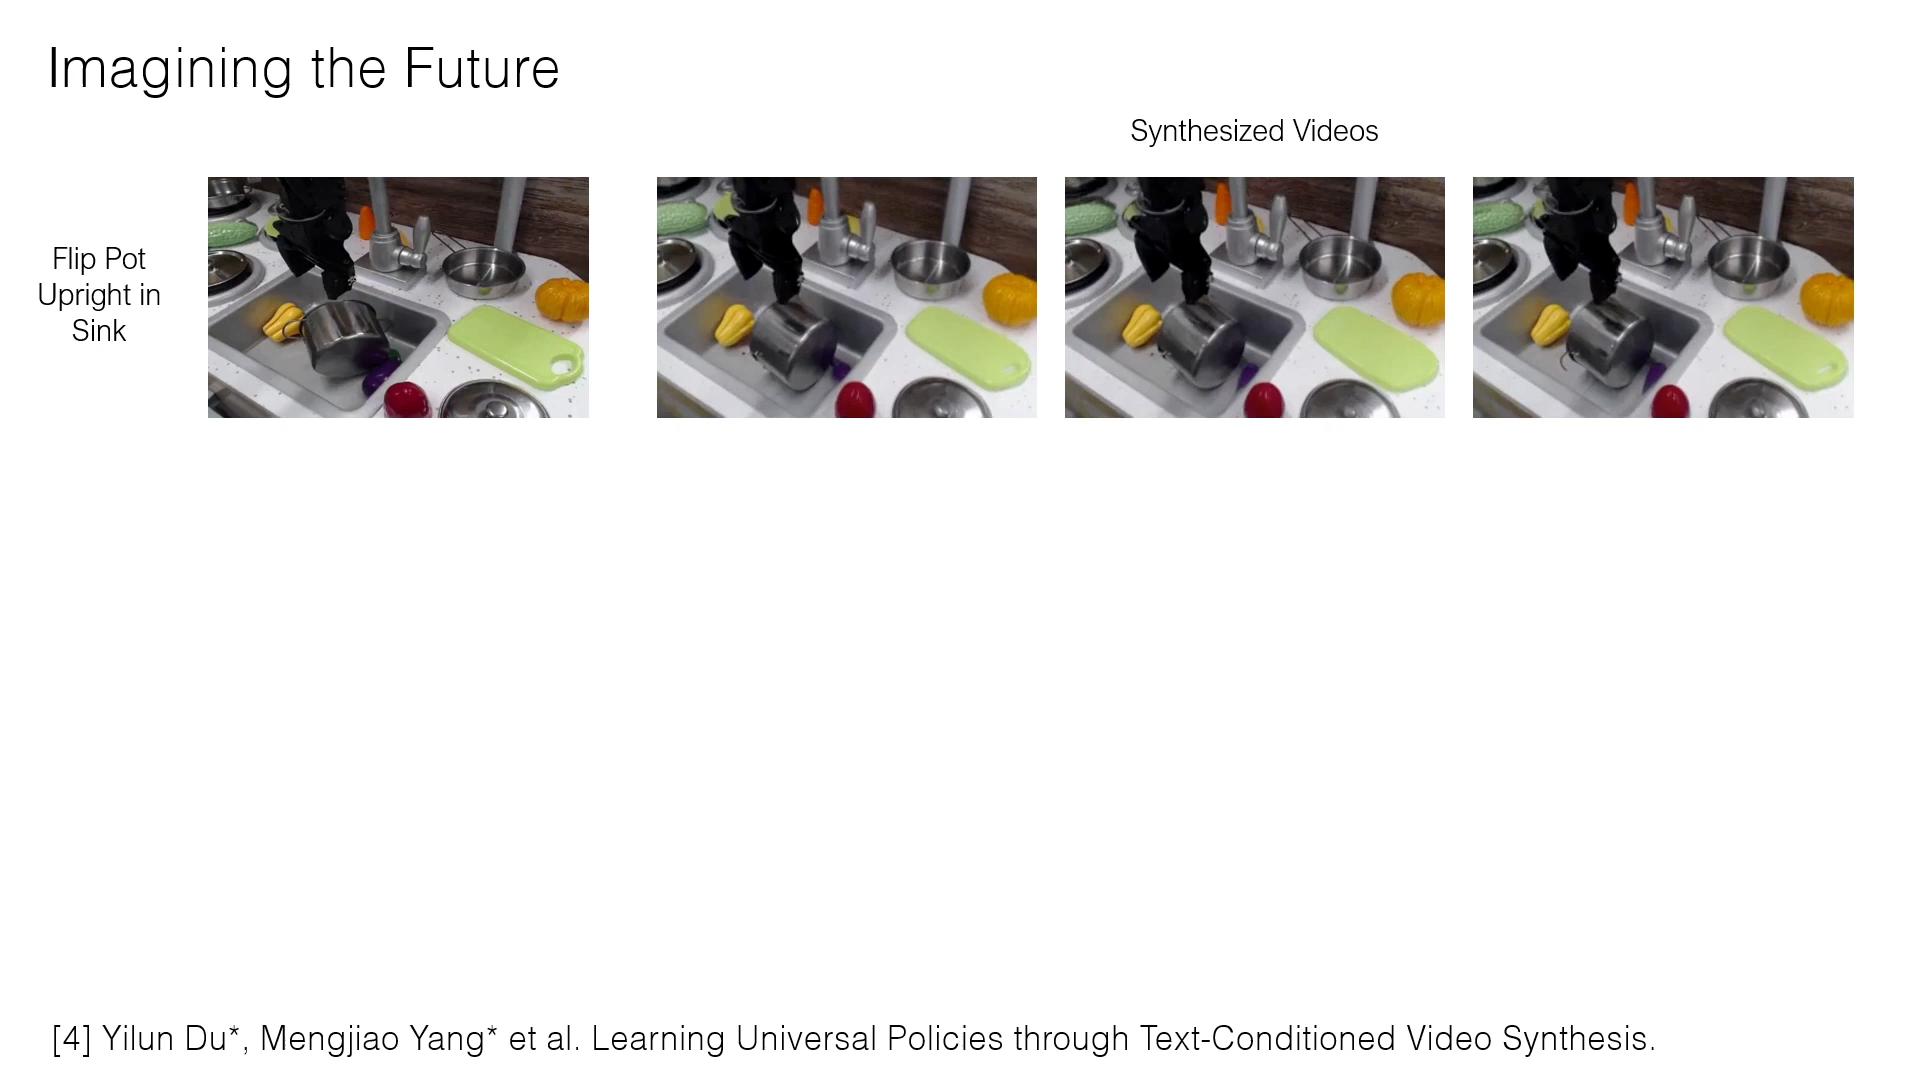 Imagining the Future
Synthesized Videos
Flip Pot
Upright in
Sink
[4] Yilun Du*, Mengjiao Yang* et al. Learning Universal Policies through Text-Conditioned Video Synthesis.